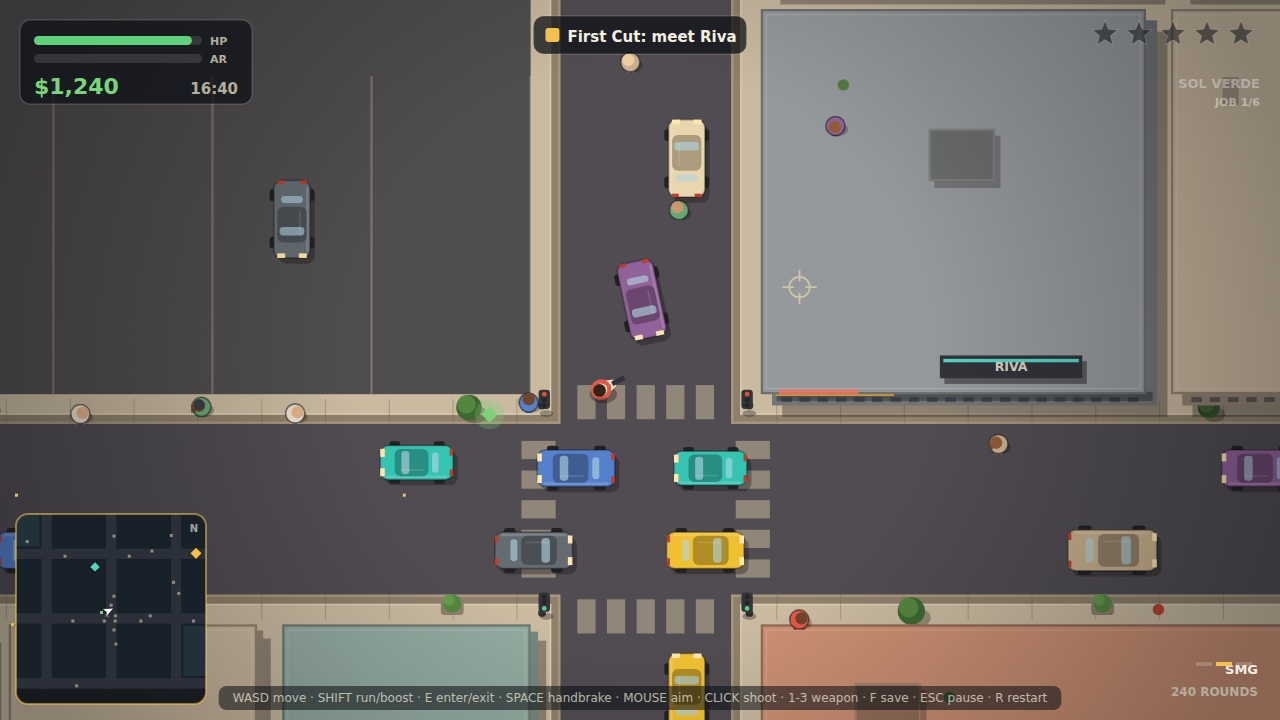 HP
AR
$1,240 16:40
First Cut: meet Riva
SOL VERDE
JOB 1/6
RIVA
N
SMG
240 ROUNDS
WASD move · SHIFT run/boost · E enter/exit · SPACE handbrake · MOUSE aim · CLICK shoot · 1-3 weapon · F save · ESC pause · R restart